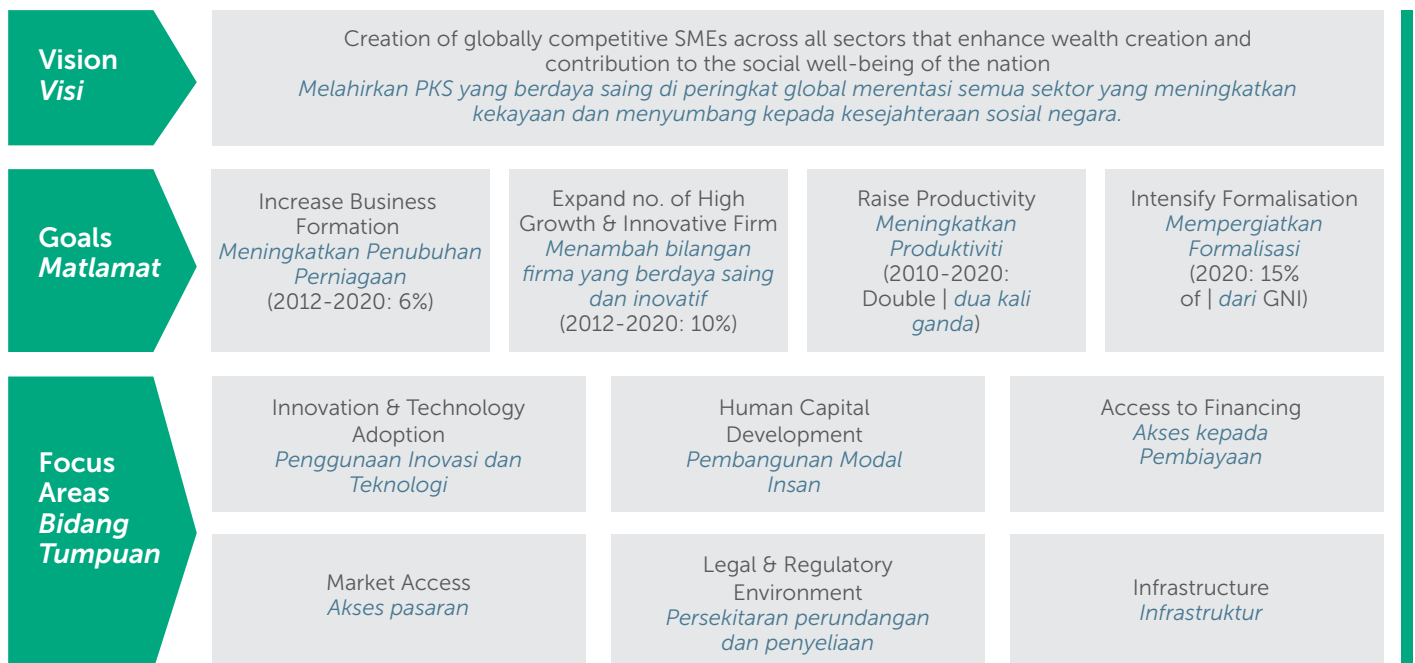 Vision
Visi
Creation of globally competitive SMEs across all sectors that enhance wealth creation and
contribution to the social well-being of the nation
Melahirkan PKS yang berdaya saing di peringkat global merentasi semua sektor yang meningkatkan
kekayaan dan menyumbang kepada kesejahteraan sosial negara.
Goals
Matlamat
Increase Business
Formation
Meningkatkan Penubuhan
Perniagaan
(2012-2020: 6%)
Expand no. of High
Growth & Innovative Firm
Menambah bilangan
firma yang berdaya saing
dan inovatif
(2012-2020: 10%)
Raise Productivity
Meningkatkan
Produktiviti
(2010-2020:
Double | dua kali
ganda)
Intensify Formalisation
Mempergiatkan
Formalisasi
(2020: 15%
of | dari GNI)
Focus
Areas
Bidang
Tumpuan
Innovation & Technology
Adoption
Penggunaan Inovasi dan
Teknologi
Human Capital
Development
Pembangunan Modal
Insan
Access to Financing
Akses kepada
Pembiayaan
Market Access
Akses pasaran
Legal & Regulatory
Environment
Persekitaran perundangan
dan penyeliaan
Infrastructure
Infrastruktur